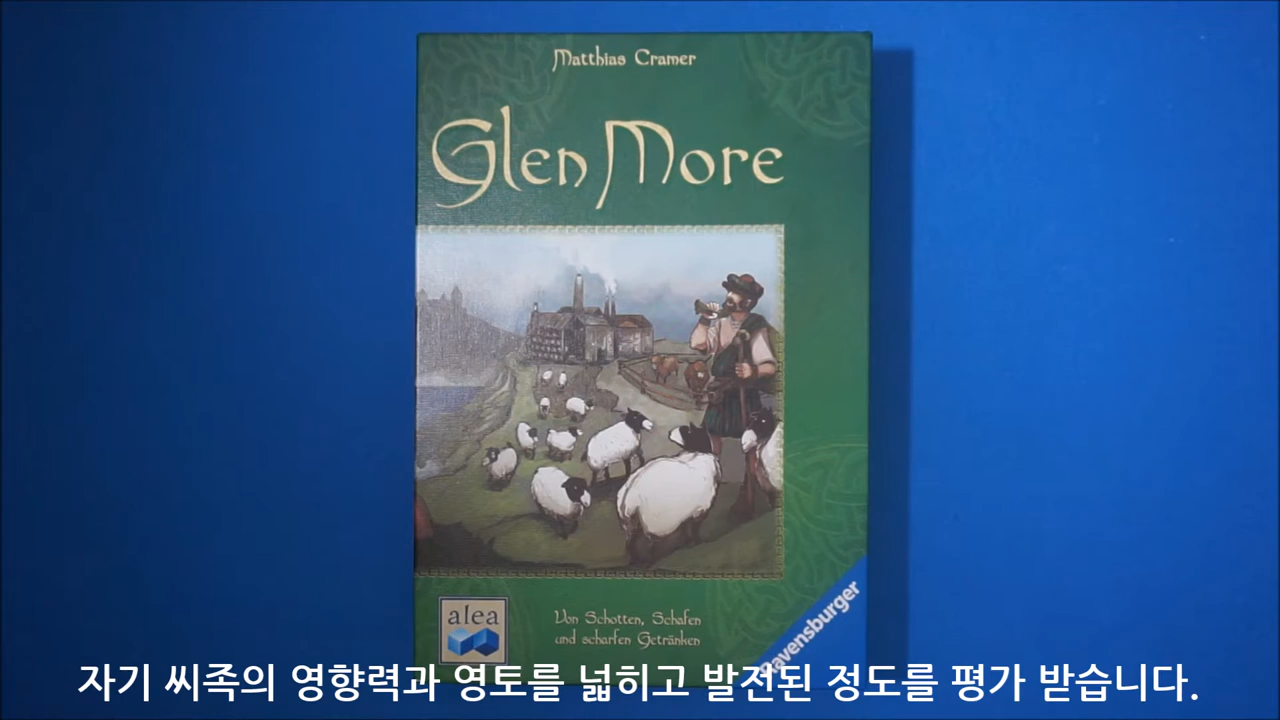 Matthias Cramer
Glen More
alea
Von Schotten, Schafen
und scharfen Getränken
Ravensburger
자기 씨족의 영향력과 영토를 넓히고 발전된 정도를 평가 받습니다.